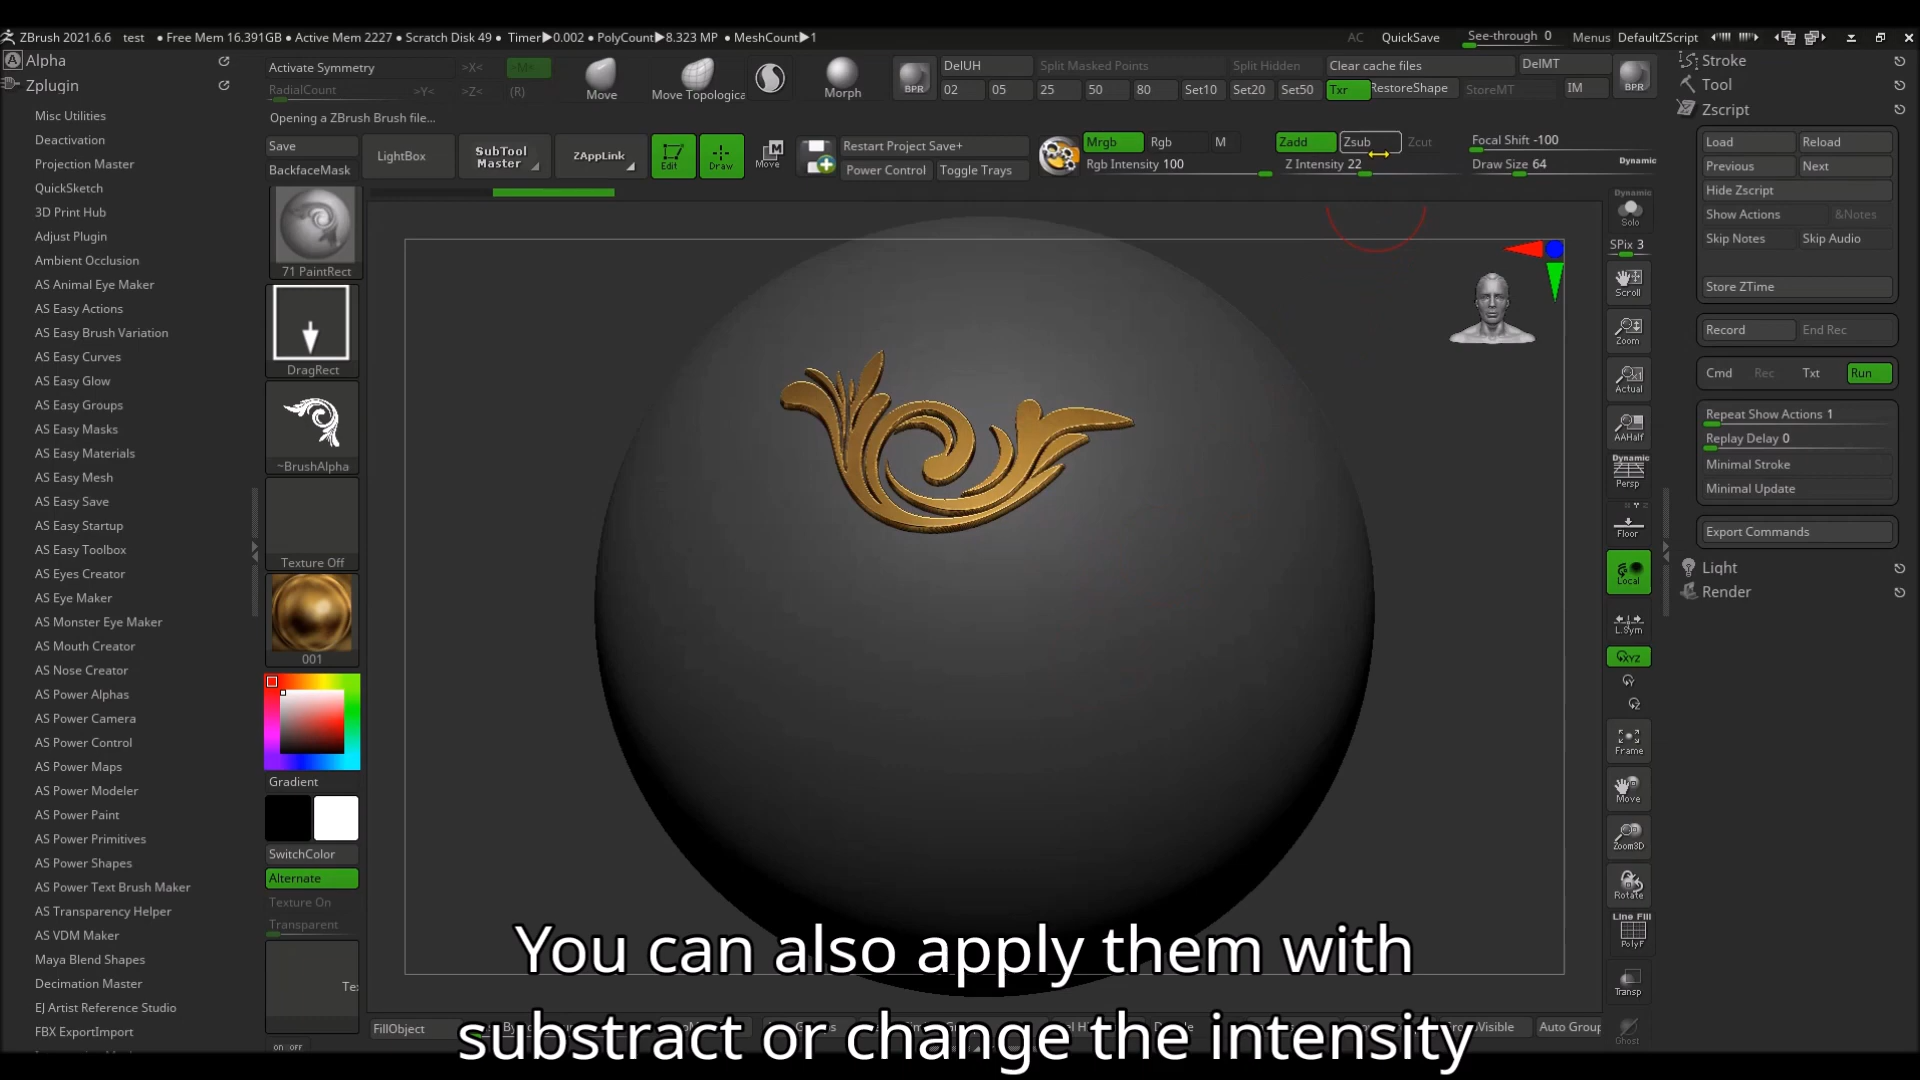 ZBrush 2021.6.6 test • Free Mem 16.391GB • Active Mem 2227 • Scratch Disk 49 • Timer▶0.002 • PolyCount▶8.323 MP • MeshCount▶1 AC QuickSave See-through 0 Menus DefaultZScript
Alpha
Zplugin
Misc Utilities
Deactivation
Projection Master
QuickSketch
3D Print Hub
Adjust Plugin
Ambient Occlusion
AS Animal Eye Maker
AS Easy Actions
AS Easy Brush Variation
AS Easy Curves
AS Easy Glow
AS Easy Groups
AS Easy Masks
AS Easy Materials
AS Easy Mesh
AS Easy Save
AS Easy Startup
AS Easy Toolbox
AS Eyes Creator
AS Eye Maker
AS Monster Eye Maker
AS Mouth Creator
AS Nose Creator
AS Power Alphas
AS Power Camera
AS Power Control
AS Power Maps
AS Power Modeler
AS Power Paint
AS Power Primitives
AS Power Shapes
AS Power Text Brush Maker
AS Transparency Helper
AS VDM Maker
Maya Blend Shapes
Decimation Master
EJ Artist Reference Studio
FBX ExportImport
Activate Symmetry >X< >M<
RadialCount >Y< >Z< (R)
Opening a ZBrush Brush file...
Move
Move Topologica
Morph
BPR
DelUH Split Masked Points Split Hidden Clear cache files DelMT
02 05 25 50 80 Set10 Set20 Set50 Txr RestoreShape StoreMT IM
BPR
Save
BackfaceMask
LightBox
SubTool
Master
ZAppLink
Edit
Draw
Move
Restart Project Save+
Power Control Toggle Trays
Mrgb Rgb M
Rgb Intensity 100
Zadd Zsub Zcut
Z Intensity 22
Focal Shift -100
Draw Size 64 Dynamic
71 PaintRect
DragRect
~BrushAlpha
Texture Off
001
Gradient
SwitchColor
Alternate
Texture On
Transparent
Te
on off
Dynamic
Solo
SPix 3
Scroll
Zoom
Actual
AAHalf
Dynamic
Persp
Floor
Local
L.Sym
XYZ
Y
Z
Frame
Move
Zoom3D
Rotate
Line Fill
PolyF
Transp
Ghost
Stroke
Tool
Zscript
Load Reload
Previous Next
Hide Zscript
Show Actions &Notes
Skip Notes Skip Audio
Store ZTime
Record End Rec
Cmd Rec Txt Run
Repeat Show Actions 1
Replay Delay 0
Minimal Stroke
Minimal Update
Export Commands
Light
Render
FillObject
Auto Group
You can also apply them with
substract or change the intensity